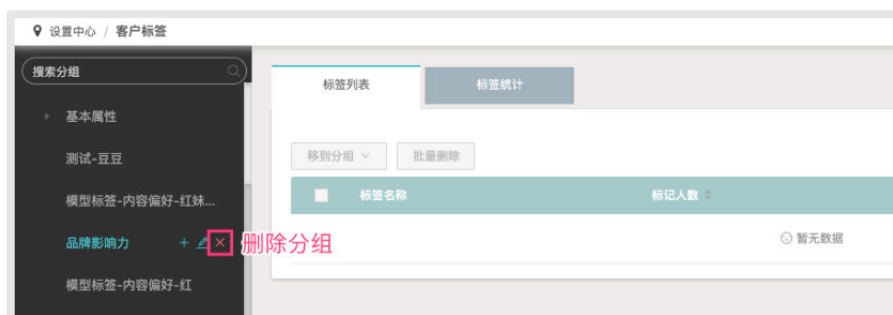 设置中心 / 客户标签
搜索分组
标签列表
标签统计
基本属性
测试-豆豆
移到分组
批量删除
模型标签-内容偏好-红妹...
标签名称
标记人数
品牌影响力
删除分组
暂无数据
模型标签-内容偏好-红